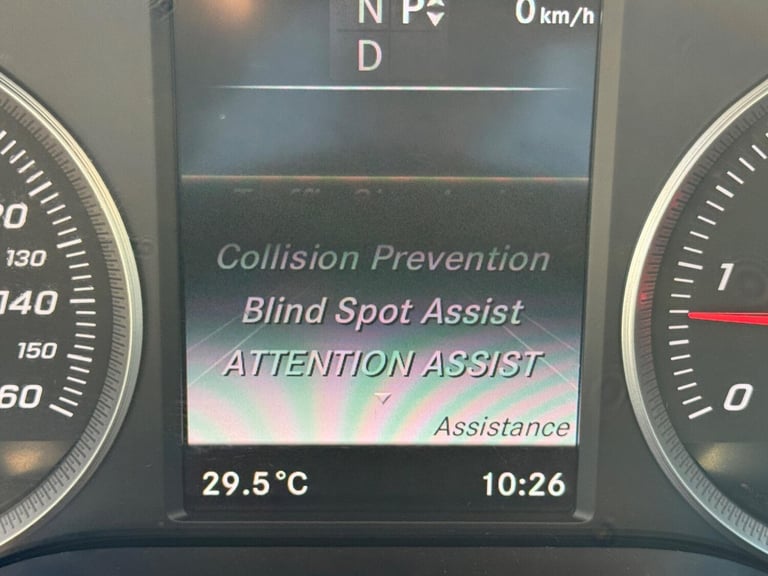 N P 0 km/h
D
Collision Prevention
Blind Spot Assist
ATTENTION ASSIST
Assistance
29.5°C 10:26
130
140
150
1
0